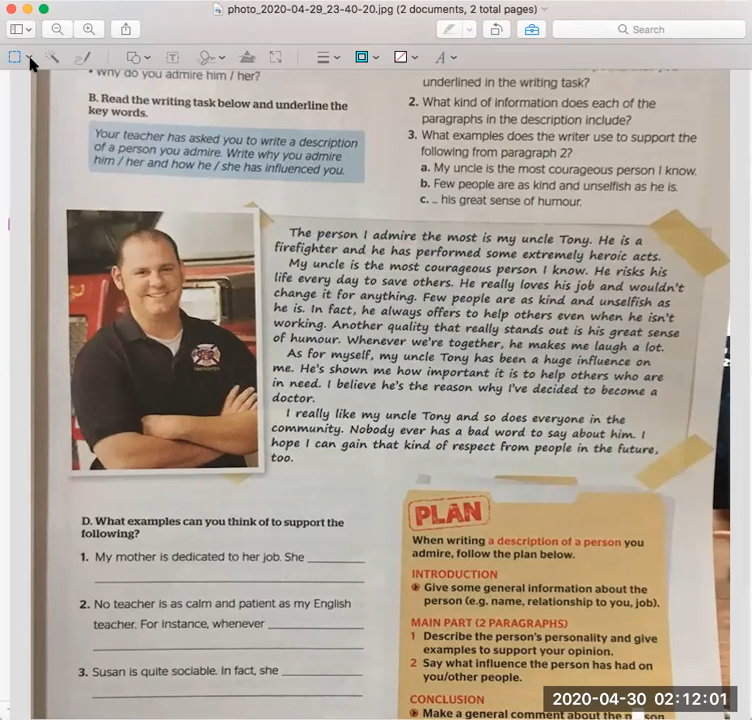 photo_2020-04-29_23-40-20.jpg (2 documents, 2 total pages)
Search
• Why do you admire him / her?
B. Read the writing task below and underline the
key words.
Your teacher has asked you to write a description
of a person you admire. Write why you admire
him / her and how he / she has influenced you.
underlined in the writing task?
2. What kind of information does each of the
paragraphs in the description include?
3. What examples does the writer use to support the
following from paragraph 2?
a. My uncle is the most courageous person I know.
b. Few people are as kind and unselfish as he is.
c. ... his great sense of humour.
The person I admire the most is my uncle Tony. He is a
firefighter and he has performed some extremely heroic acts.
My uncle is the most courageous person I know. He risks his
life every day to save others. He really loves his job and wouldn't
change it for anything. Few people are as kind and unselfish as
he is. In fact, he always offers to help others even when he isn't
working. Another quality that really stands out is his great sense
of humour. Whenever we're together, he makes me laugh a lot.
As for myself, my uncle Tony has been a huge influence on
me. He's shown me how important it is to help others who are
in need. I believe he's the reason why I've decided to become a
doctor.
I really like my uncle Tony and so does everyone in the
community. Nobody ever has a bad word to say about him. I
hope I can gain that kind of respect from people in the future,
too.
D. What examples can you think of to support the
following?
1. My mother is dedicated to her job. She
2. No teacher is as calm and patient as my English
teacher. For instance, whenever
3. Susan is quite sociable. In fact, she
PLAN
When writing a description of a person you
admire, follow the plan below.
INTRODUCTION
Give some general information about the
person (e.g. name, relationship to you, job).
MAIN PART (2 PARAGRAPHS)
1 Describe the person's personality and give
examples to support your opinion.
2 Say what influence the person has had on
you/other people.
CONCLUSION
Make a general comment about the person
2020-04-30 02:12:01